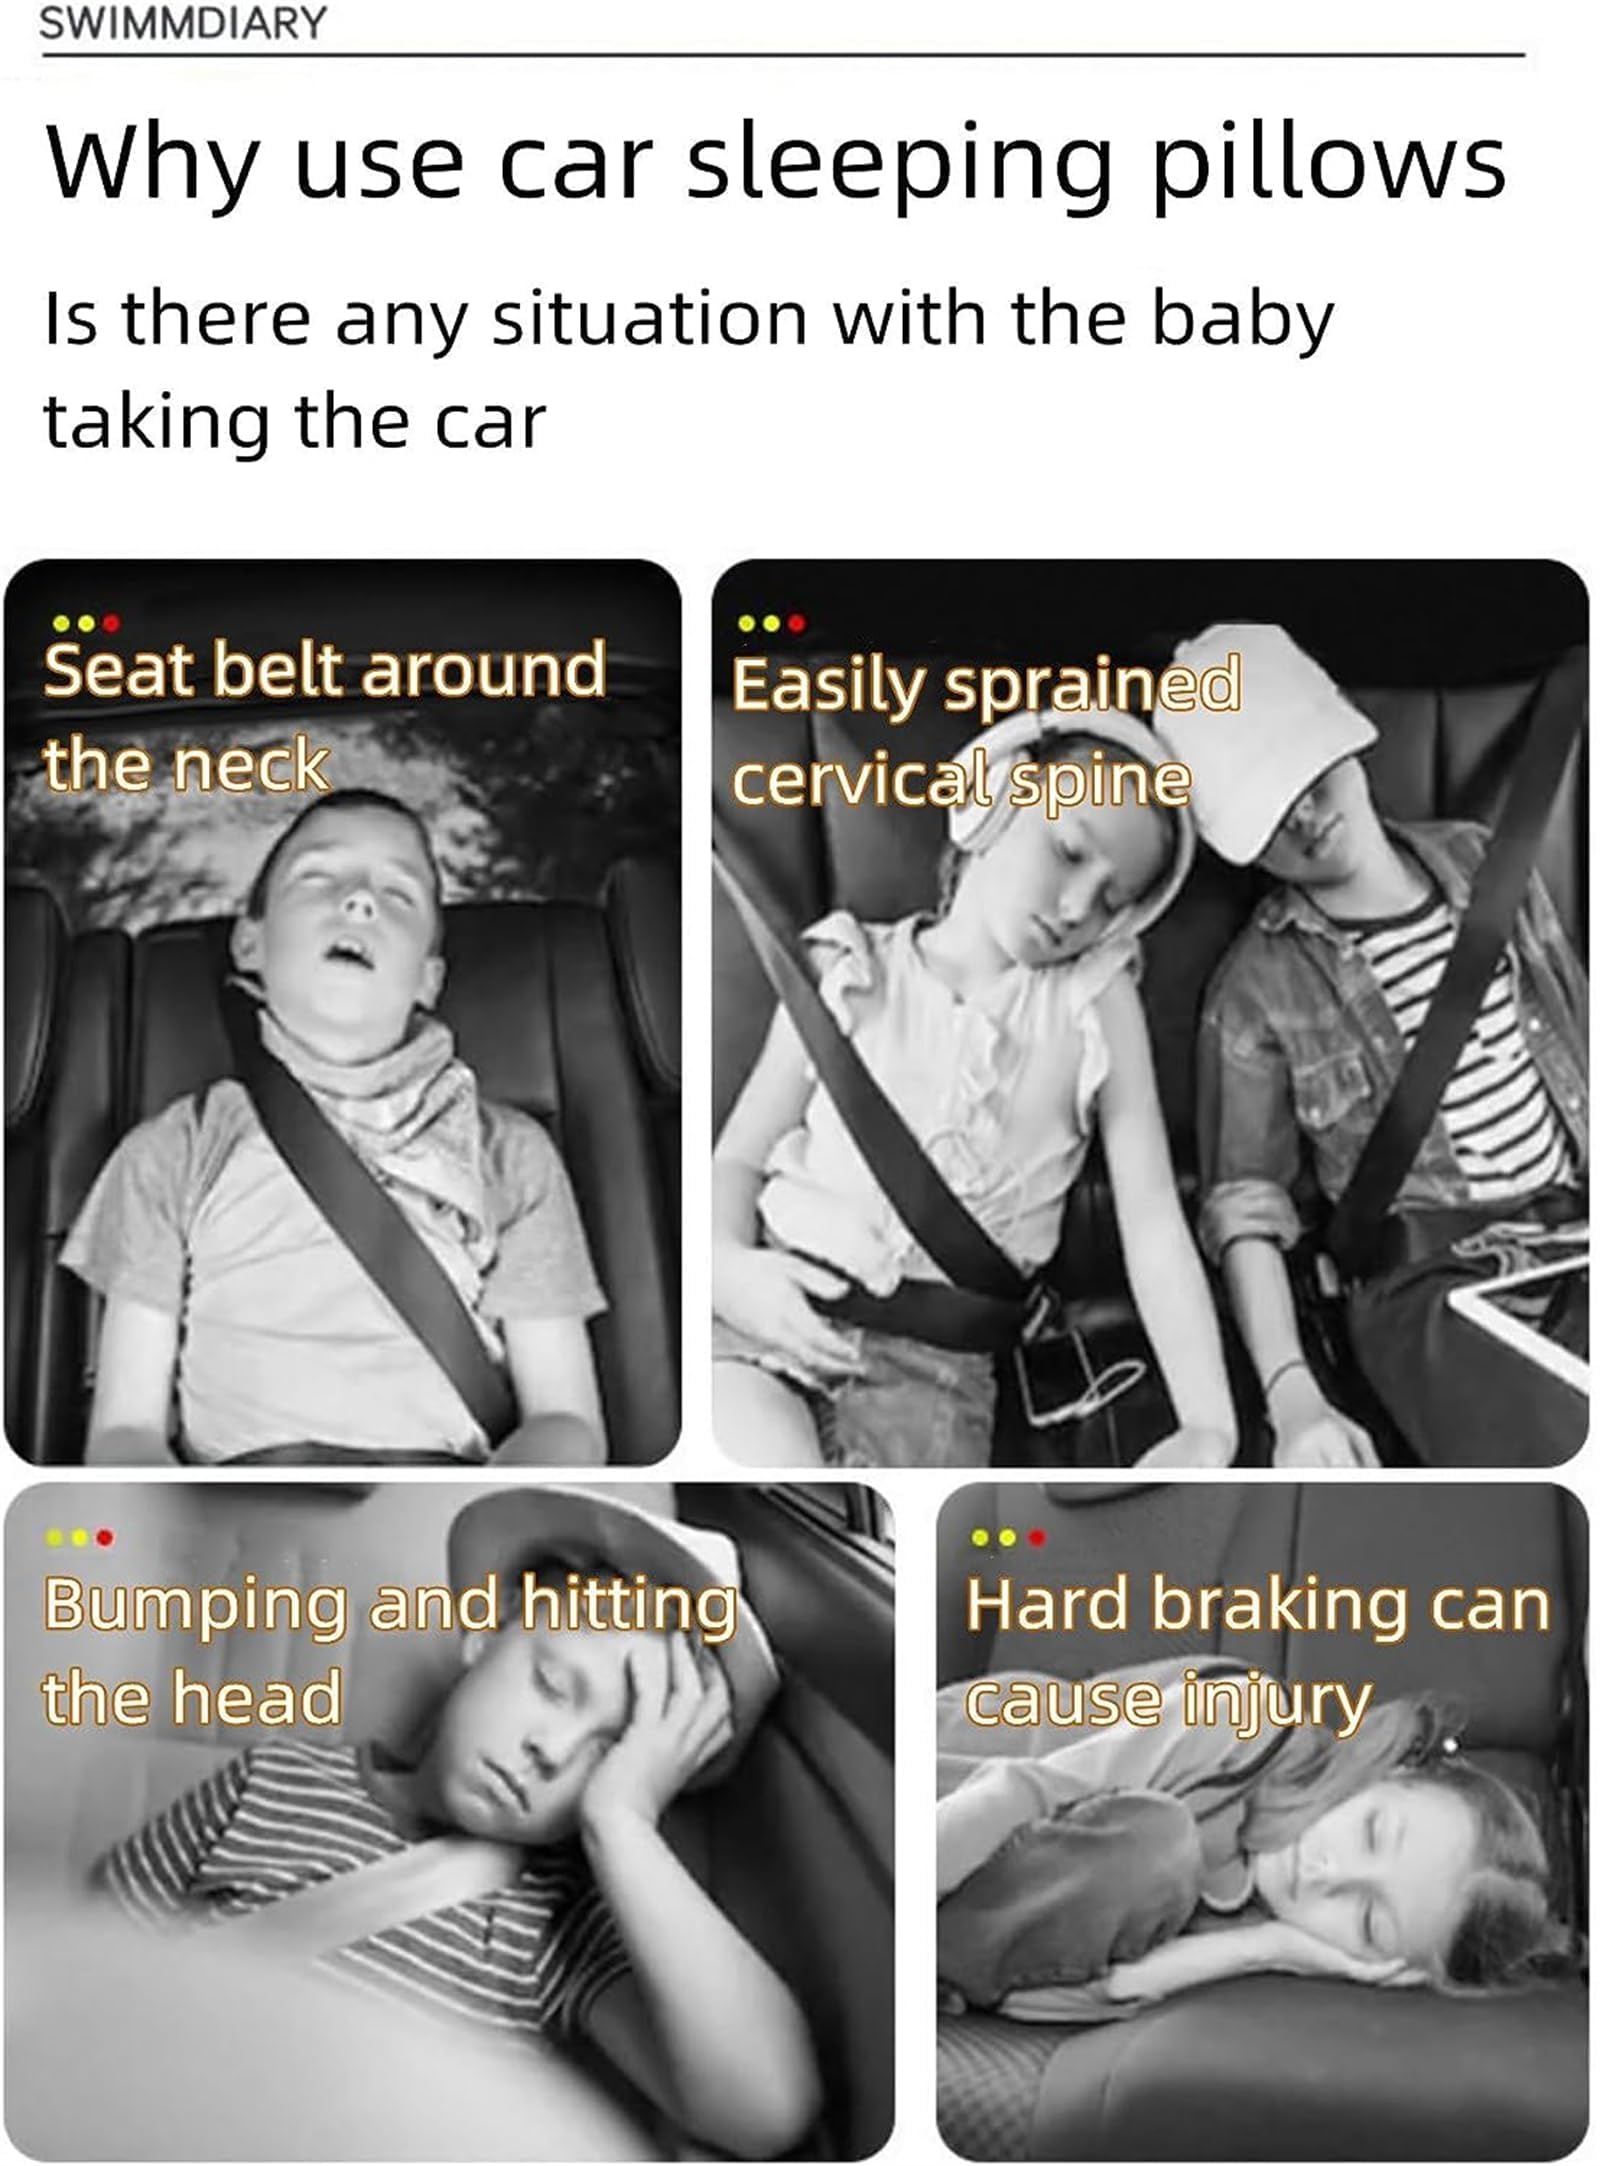 SWIMMDIARY
Why use car sleeping pillows
Is there any situation with the baby
taking the car
Seat belt around
the neck
Easily sprained
cervical spine
Bumping and hitting
the head
Hard braking can
cause injury